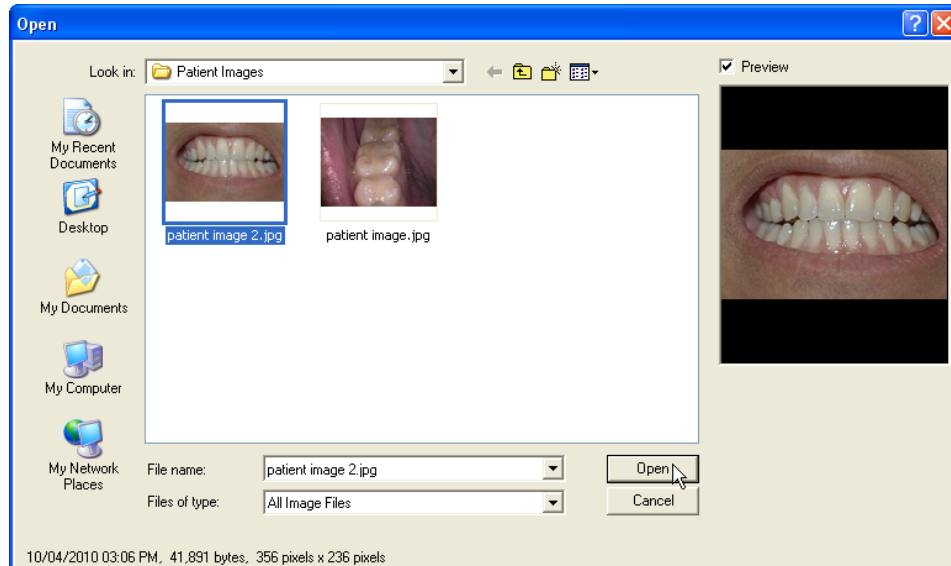 Open
Look in: Patient Images
Preview
My Recent
Documents
Desktop
My Documents
My Computer
My Network
Places
patient image 2.jpg
patient image.jpg
File name: patient image 2.jpg
Open
Files of type: All Image Files
Cancel
10/04/2010 03:06 PM, 41,891 bytes, 356 pixels x 236 pixels